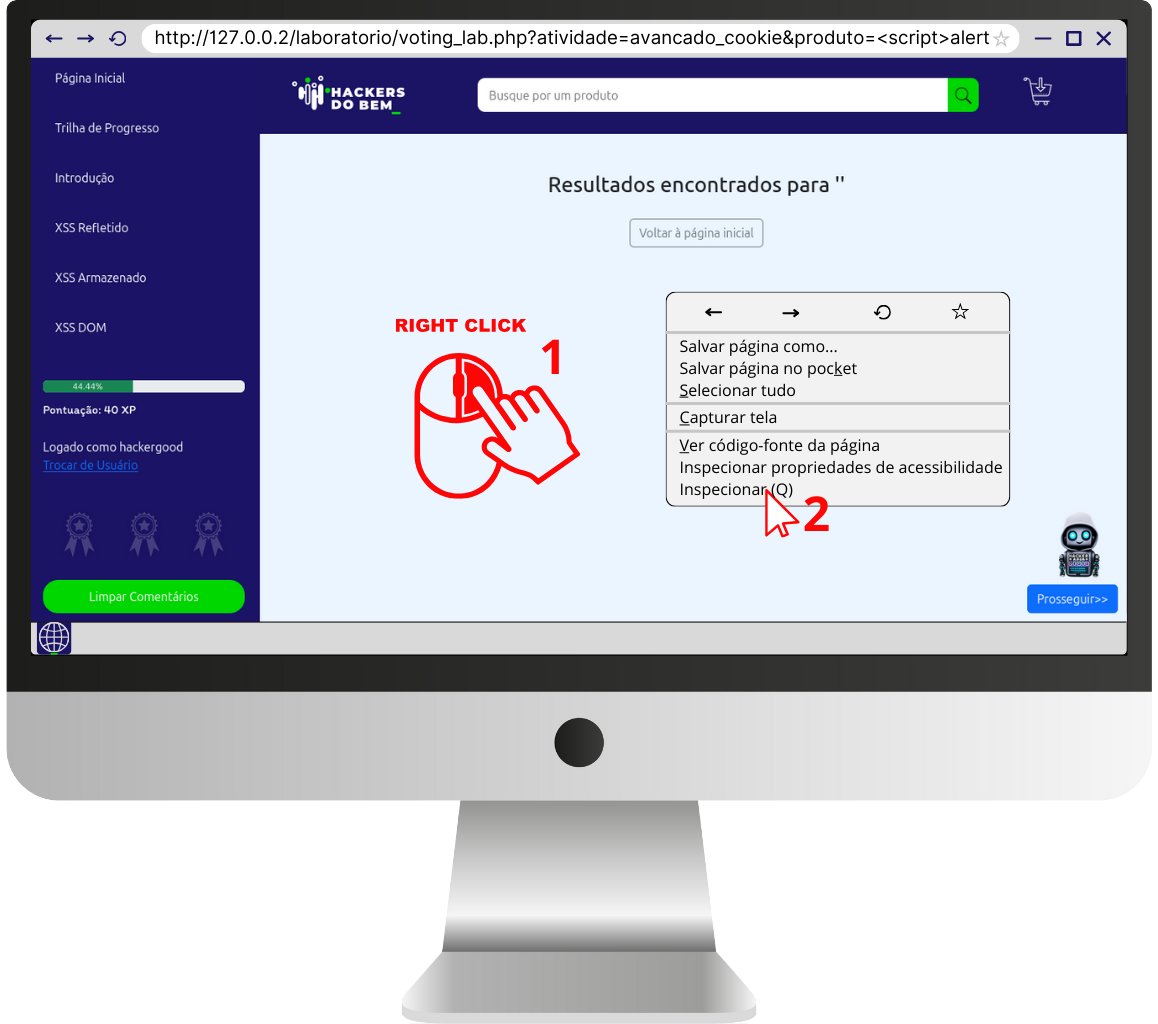 http://127.0.0.2/laboratorio/voting_lab.php?atividade=avancado_cookie&produto=<script>alert
Página Inicial
Trilha de Progresso
Introdução
XSS Refletido
XSS Armazenado
XSS DOM
44.44%
Pontuação: 40 XP
Logado como hackergood
Trocar de Usuário
Limpar Comentários
HACKERS
DO BEM_
Busque por um produto
Resultados encontrados para ''
Voltar à página inicial
RIGHT CLICK
1
Salvar página como...
Salvar página no pocket
Selecionar tudo
Capturar tela
Ver código-fonte da página
Inspecionar propriedades de acessibilidade
Inspecionar (Q)
2
Prosseguir>>